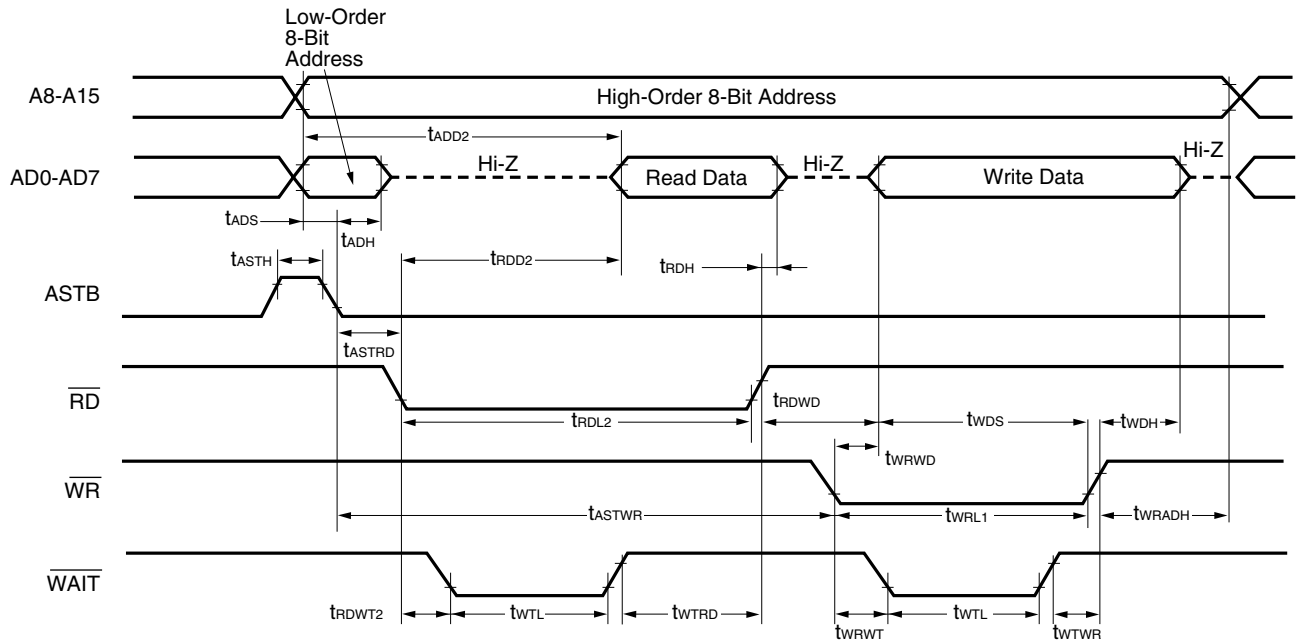 Low-Order
8-Bit
Address
A8-A15
High-Order 8-Bit Address
tADD2
AD0-AD7
Hi-Z
Read Data
Hi-Z
Write Data
Hi-Z
tADS
tADH
tASTH
tRDD2
tRDH
ASTB
tASTRD
RD
tRDL2
tRDWD
tWDS
tWDH
tWRWD
WR
tASTWR
tWRL1
tWRADH
WAIT
tRDWT2
tWTL
tWTRD
tWRWT
tWTL
tWTWR